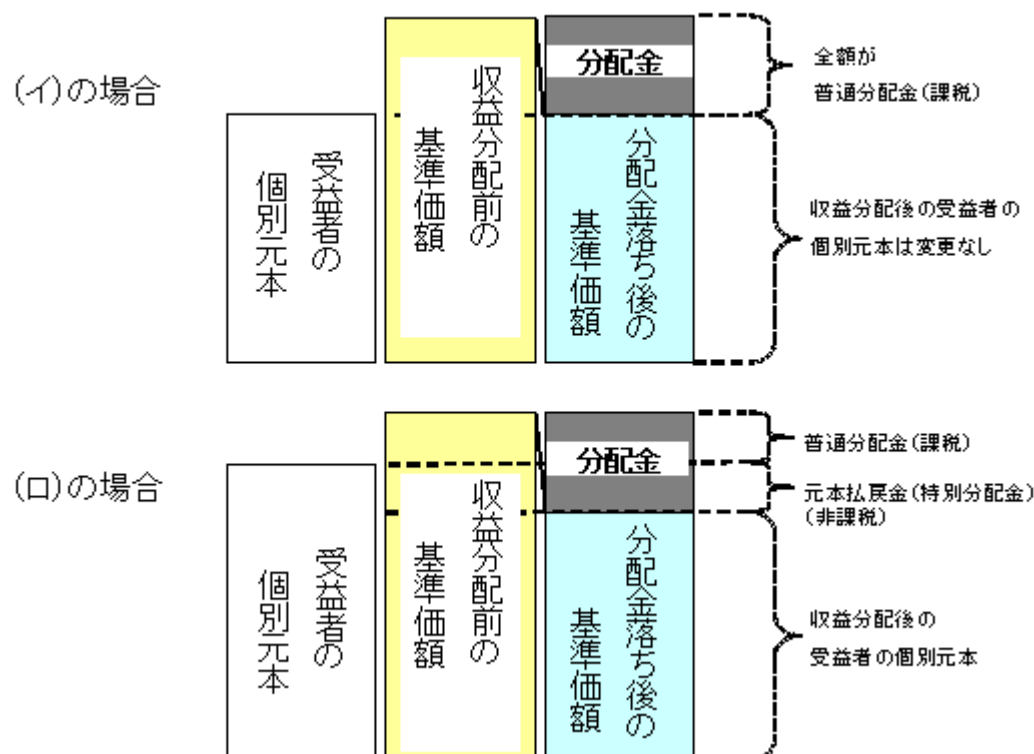 (イ)の場合
受益者の
個別元本
収益分配前の
基準価額
分配金
分配金落ち後の
基準価額
全額が
普通分配金(課税)
収益分配後の受益者の
個別元本は変更なし
(ロ)の場合
受益者の
個別元本
収益分配前の
基準価額
分配金
分配金落ち後の
基準価額
普通分配金(課税)
元本払戻金(特別分配金)
(非課税)
収益分配後の
受益者の個別元本